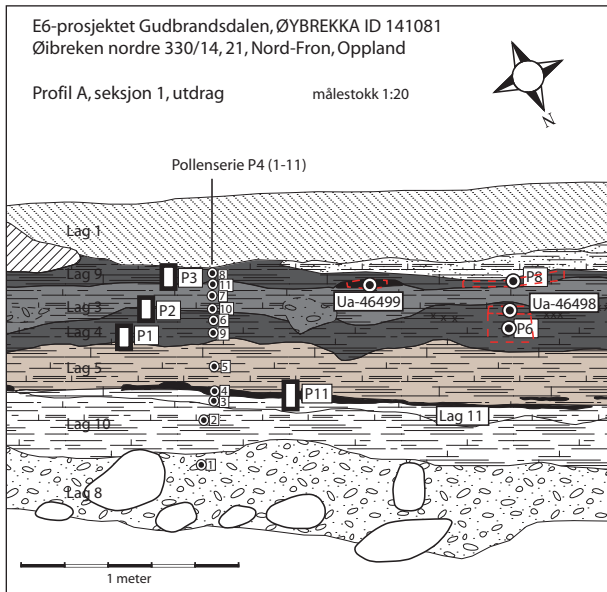 E6-prosjektet Gudbrandsdalen, ØYBREKKA ID 141081
Øibreken nordre 330/14, 21, Nord-Fron, Oppland
Profil A, seksjon 1, utdrag
målestokk 1:20
N
Pollenserie P4 (1-11)
Lag 1
Lag 9
P3
8
P8
11
Ua-46499
7
Lag 3
P2
10
Ua-46498
6
P6
Lag 4
P1
9
Lag 5
5
4
P11
3
Lag 11
Lag 10
2
1
Lag 8
1 meter